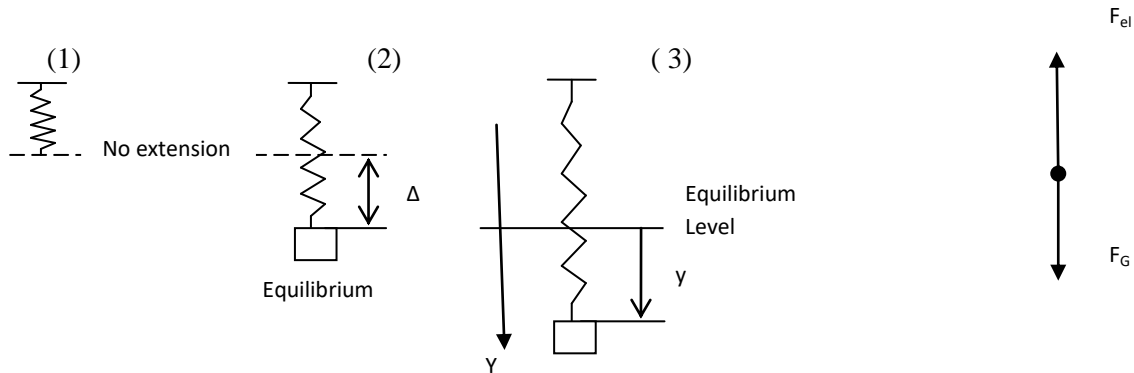 (1)
(2)
( 3)
F_el
No extension
Δ
Equilibrium
Level
Equilibrium
y
F_G
Y